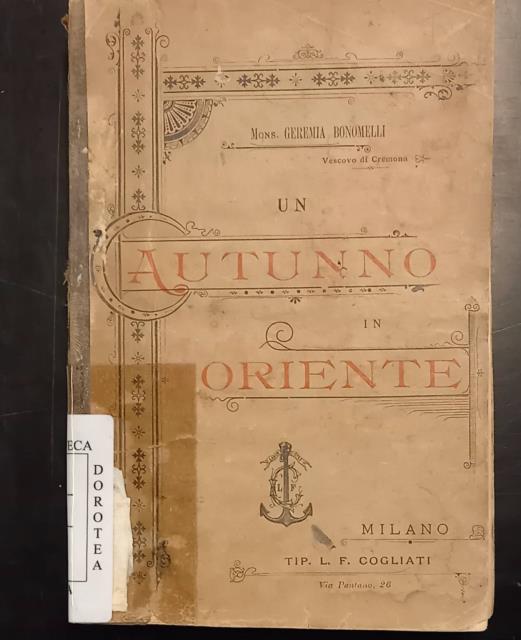 Mons. GEREMIA BONOMELLI
Vescovo di Cremona
UN
AUTUNNO
IN
ORIENTE
L F
MILANO
TIP. L. F. COGLIATI
Via Pantano, 26
ECA
DOROTEA
A